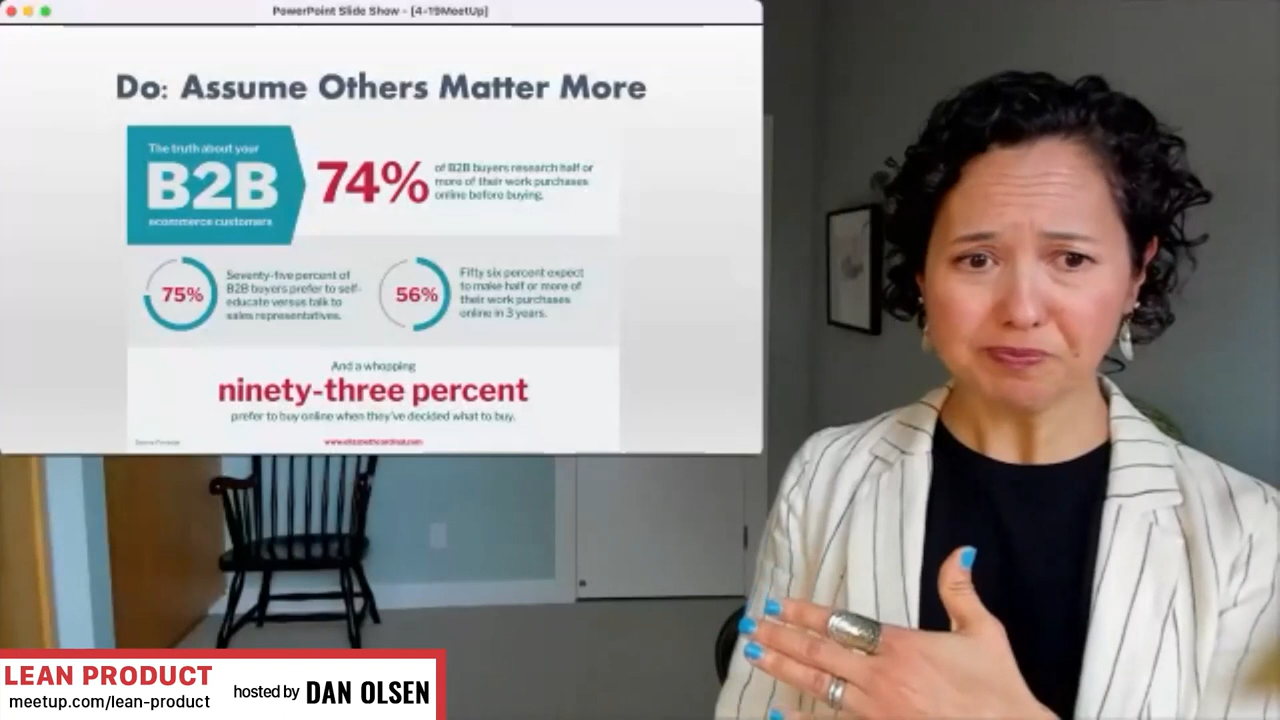 PowerPoint Slide Show - [4-19MeetUp]
Do: Assume Others Matter More
The truth about your
B2B
ecommerce customers
74%
of B2B buyers research half or
more of their work purchases
online before buying.
75%
Seventy-five percent of
B2B buyers prefer to self-
educate versus talk to
sales representatives.
56%
Fifty six percent expect
to make half or more of
their work purchases
online in 3 years.
And a whopping
ninety-three percent
prefer to buy online when they've decided what to buy.
LEAN PRODUCT
meetup.com/lean-product
hosted by DAN OLSEN